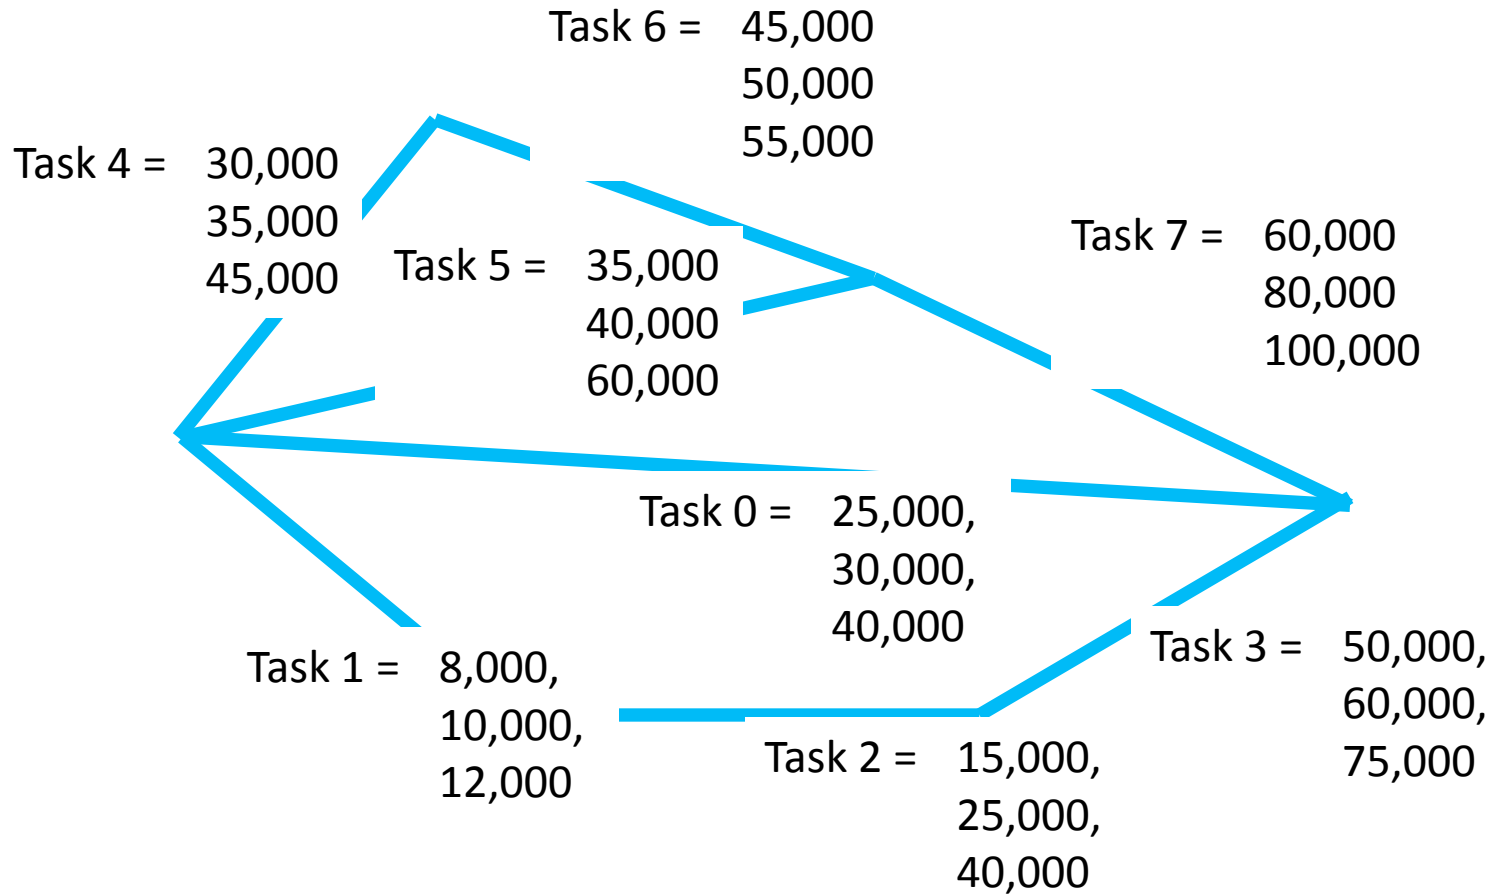 Task 6 = 45,000
50,000
55,000
Task 4 = 30,000
35,000
45,000
Task 5 = 35,000
40,000
60,000
Task 7 = 60,000
80,000
100,000
Task 0 = 25,000,
30,000,
40,000
Task 1 = 8,000,
10,000,
12,000
Task 2 = 15,000,
25,000,
40,000
Task 3 = 50,000,
60,000,
75,000